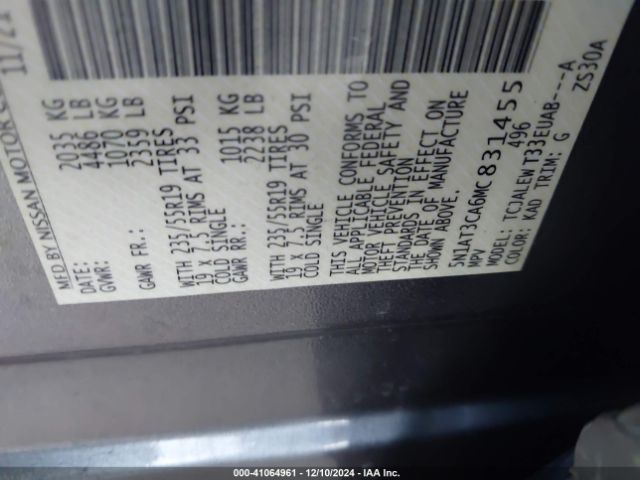 MFD BY NISSAN MOTOR
DATE: 11/21
GVWR: 2035 KG
4486 LB
GAWR FR.: 1070 KG
2359 LB
WITH 235/55R19 TIRES
19 X 7.5 RIMS AT 33 PSI
COLD SINGLE
GAWR RR.: 1015 KG
2238 LB
WITH 235/55R19 TIRES
19 X 7.5 RIMS AT 30 PSI
COLD SINGLE
THIS VEHICLE CONFORMS TO
ALL APPLICABLE FEDERAL
MOTOR VEHICLE SAFETY AND
THEFT PREVENTION
STANDARDS IN EFFECT ON
THE DATE OF MANUFACTURE
SHOWN ABOVE.
5N1AT3CA6MC831455
MPV 496
MODEL: TCJALEWT33EUAB---A
COLOR: KAD TRIM: G
ZS30A
000-41064961 - 12/10/2024 - IAA Inc.